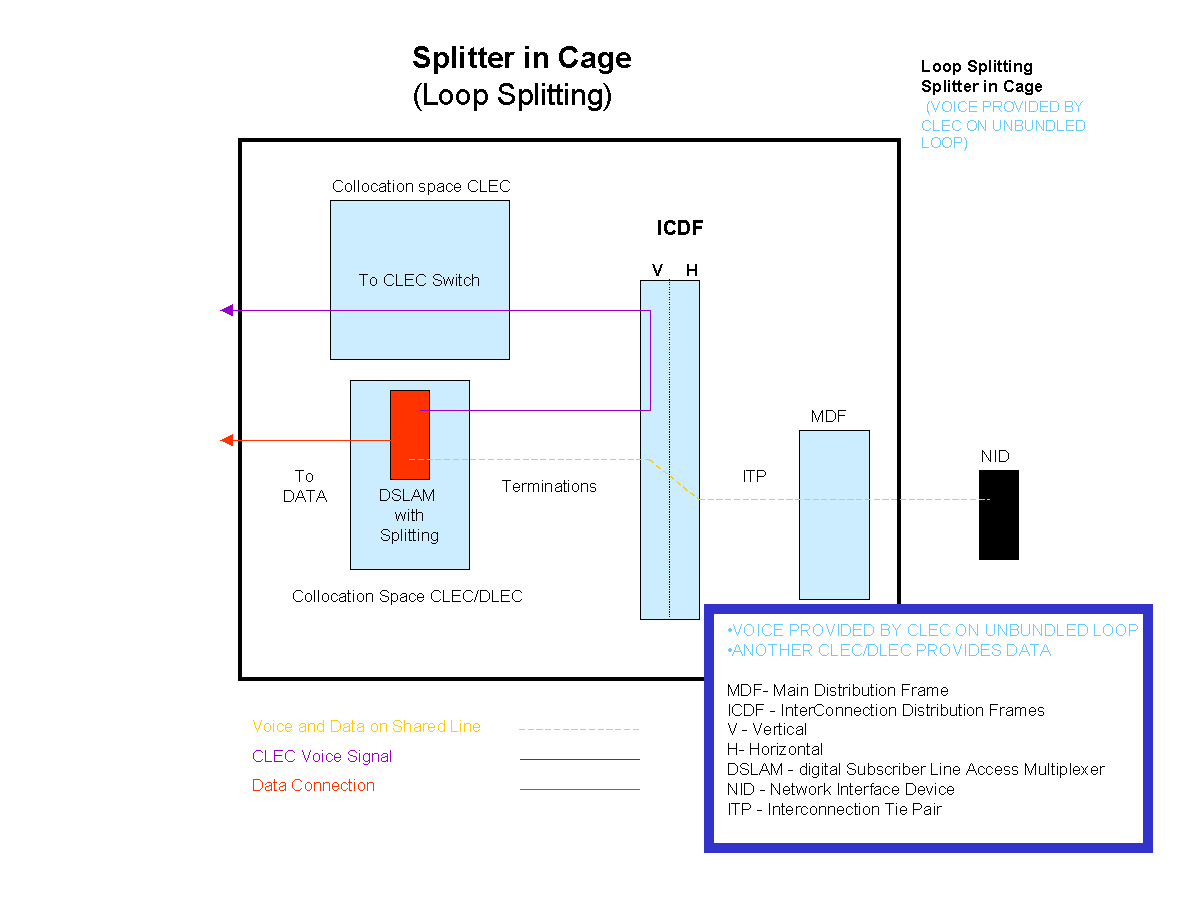 Splitter in Cage
(Loop Splitting)
Loop Splitting
Splitter in Cage
(VOICE PROVIDED BY
CLEC ON UNBUNDLED
LOOP)
Collocation space CLEC
To CLEC Switch
ICDF
V H
MDF
NID
ITP
To
DATA
Terminations
DSLAM
with
Splitting
Collocation Space CLEC/DLEC
•VOICE PROVIDED BY CLEC ON UNBUNDLED LOOP
•ANOTHER CLEC/DLEC PROVIDES DATA
MDF- Main Distribution Frame
ICDF - InterConnection Distribution Frames
V - Vertical
H- Horizontal
DSLAM - digital Subscriber Line Access Multiplexer
NID - Network Interface Device
ITP - Interconnection Tie Pair
Voice and Data on Shared Line
CLEC Voice Signal
Data Connection